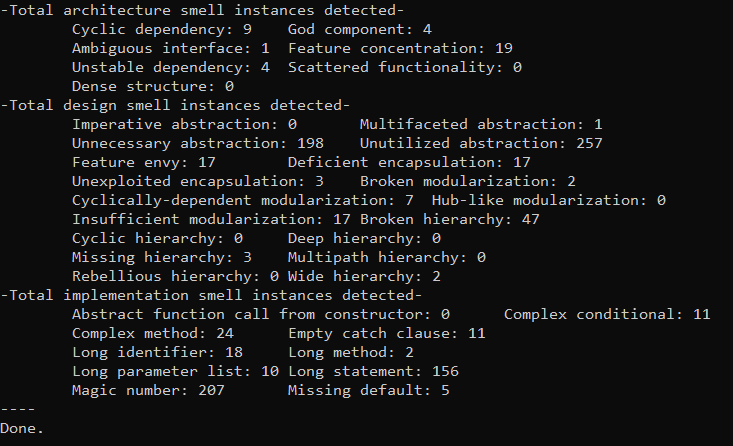 -Total architecture smell instances detected-
Cyclic dependency: 9 God component: 4
Ambiguous interface: 1 Feature concentration: 19
Unstable dependency: 4 Scattered functionality: 0
Dense structure: 0
-Total design smell instances detected-
Imperative abstraction: 0 Multifaceted abstraction: 1
Unnecessary abstraction: 198 Unutilized abstraction: 257
Feature envy: 17 Deficient encapsulation: 17
Unexploited encapsulation: 3 Broken modularization: 2
Cyclically-dependent modularization: 7 Hub-like modularization: 0
Insufficient modularization: 17 Broken hierarchy: 47
Cyclic hierarchy: 0 Deep hierarchy: 0
Missing hierarchy: 3 Multipath hierarchy: 0
Rebellious hierarchy: 0 Wide hierarchy: 2
-Total implementation smell instances detected-
Abstract function call from constructor: 0 Complex conditional: 11
Complex method: 24 Empty catch clause: 11
Long identifier: 18 Long method: 2
Long parameter list: 10 Long statement: 156
Magic number: 207 Missing default: 5
----
Done.